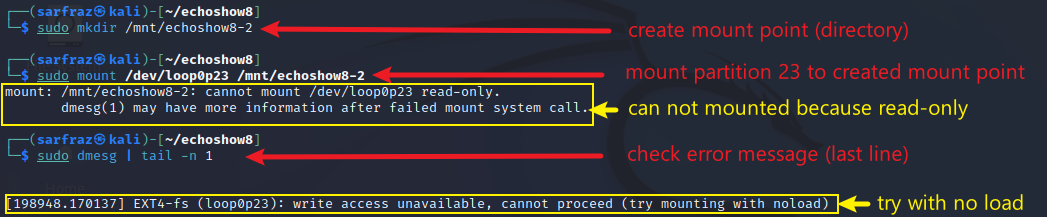 ┌──(sarfraz㉿kali)-[~/echoshow8]
└─$ sudo mkdir /mnt/echoshow8-2
create mount point (directory)
┌──(sarfraz㉿kali)-[~/echoshow8]
└─$ sudo mount /dev/loop0p23 /mnt/echoshow8-2
mount partition 23 to created mount point
mount: /mnt/echoshow8-2: cannot mount /dev/loop0p23 read-only.
dmesg(1) may have more information after failed mount system call.
can not mounted because read-only
┌──(sarfraz㉿kali)-[~/echoshow8]
└─$ sudo dmesg | tail -n 1
check error message (last line)
[198948.170137] EXT4-fs (loop0p23): write access unavailable, cannot proceed (try mounting with noload)
try with no load